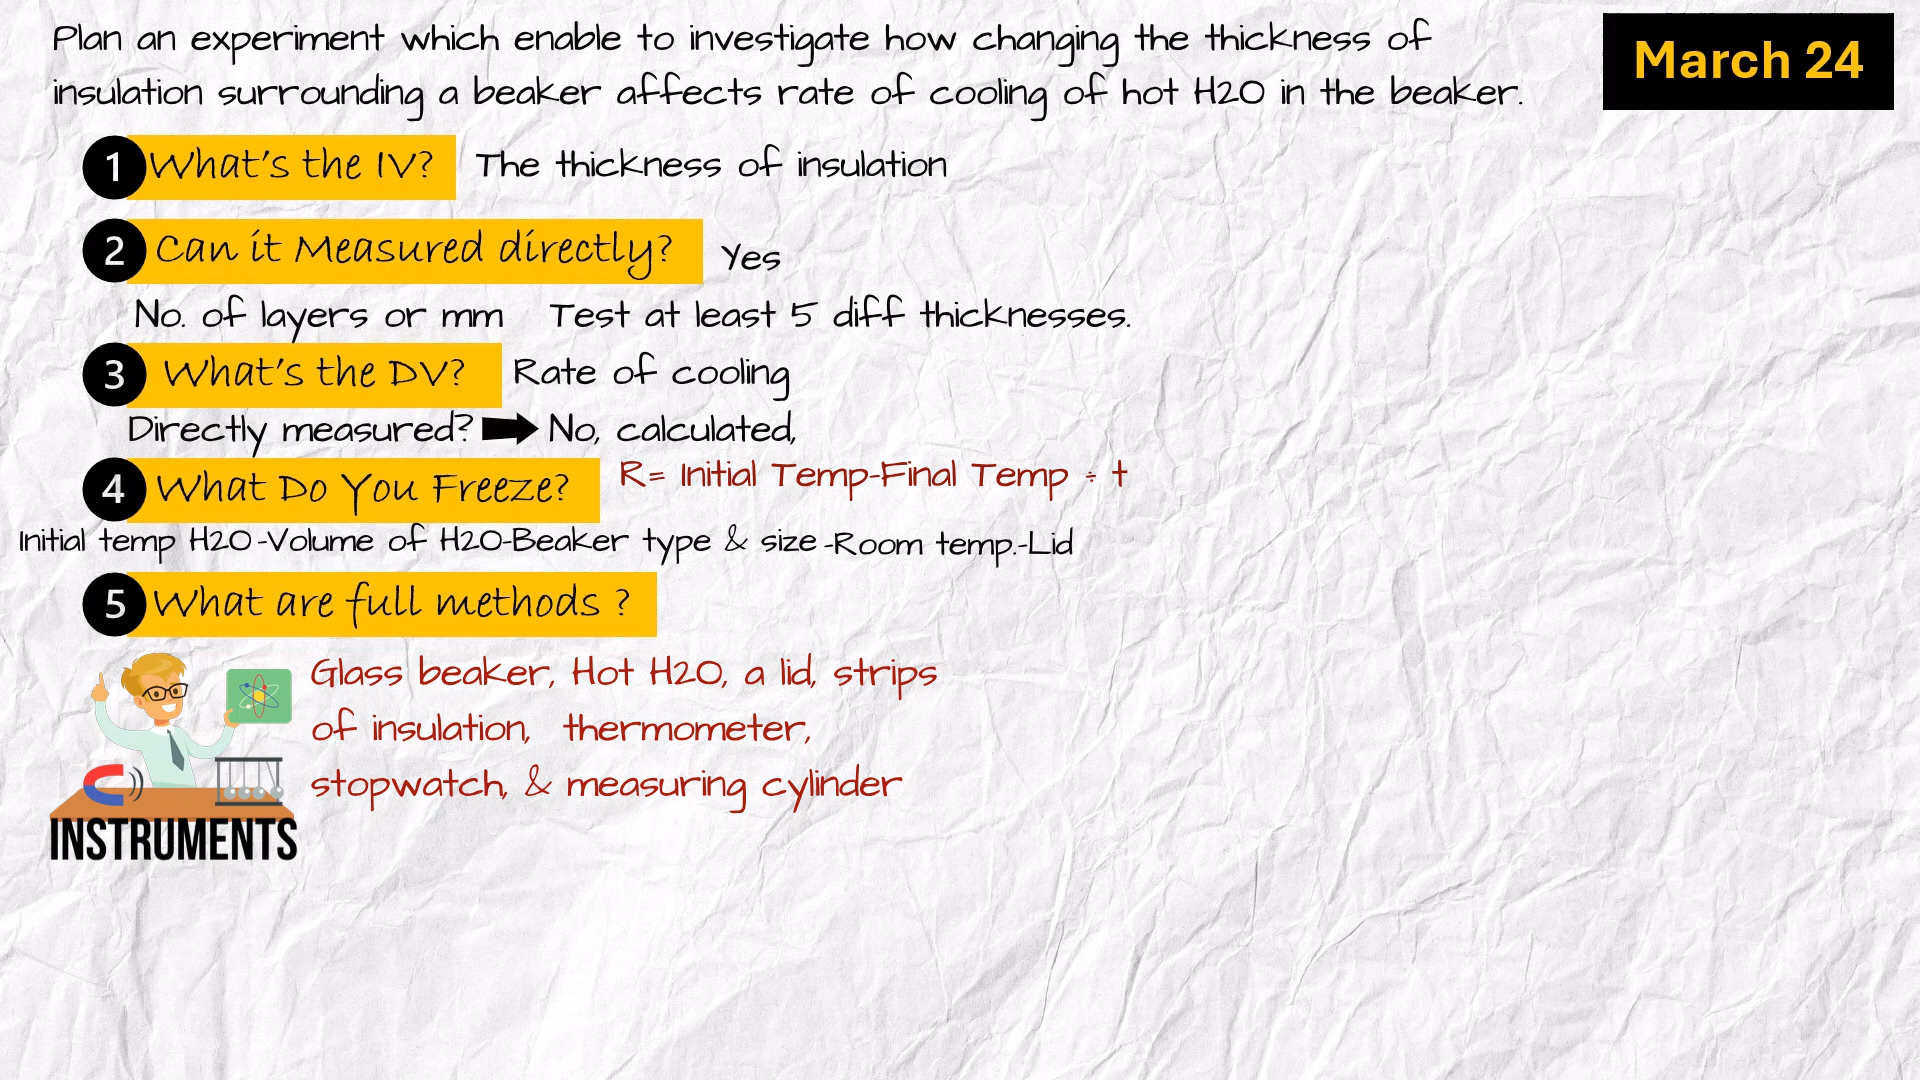 Plan an experiment which enable to investigate how changing the thickness of
insulation surrounding a beaker affects rate of cooling of hot H2O in the beaker.
March 24
1 What's the IV? The thickness of insulation
2 Can it Measured directly? Yes
No. of layers or mm Test at least 5 diff thicknesses.
3 What's the DV? Rate of cooling
Directly measured? No, calculated,
R= Initial Temp-Final Temp ÷ t
4 What Do You Freeze?
Initial temp H2O-Volume of H2O-Beaker type & size-Room temp.-Lid
5 What are full methods ?
Glass beaker, Hot H2O, a lid, strips
of insulation, thermometer,
stopwatch, & measuring cylinder
INSTRUMENTS